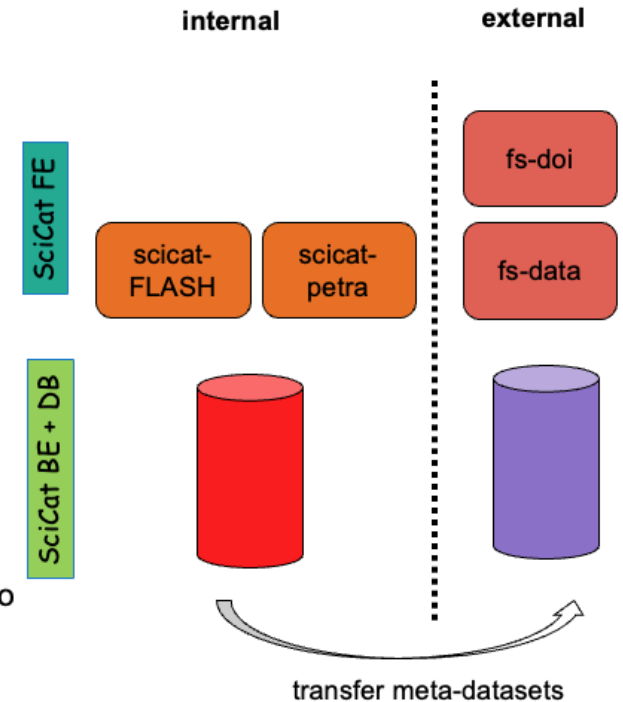 internal
external
SciCat FE
fs-doi
scicat-
FLASH
scicat-
petra
fs-data
SciCat BE + DB
o
transfer meta-datasets